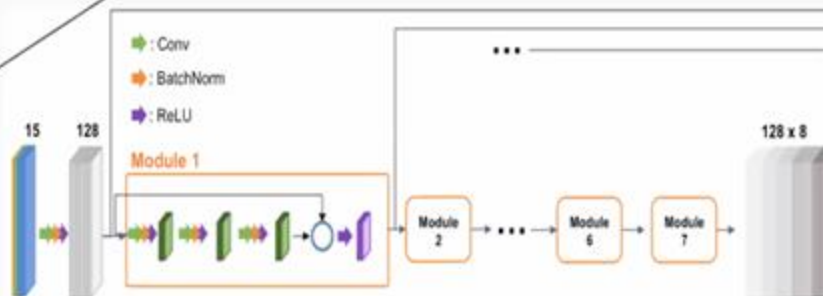 : Conv
: BatchNorm
: ReLU
15
128
128 x 8
Module 1
...
Module
2
...
Module
6
Module
7